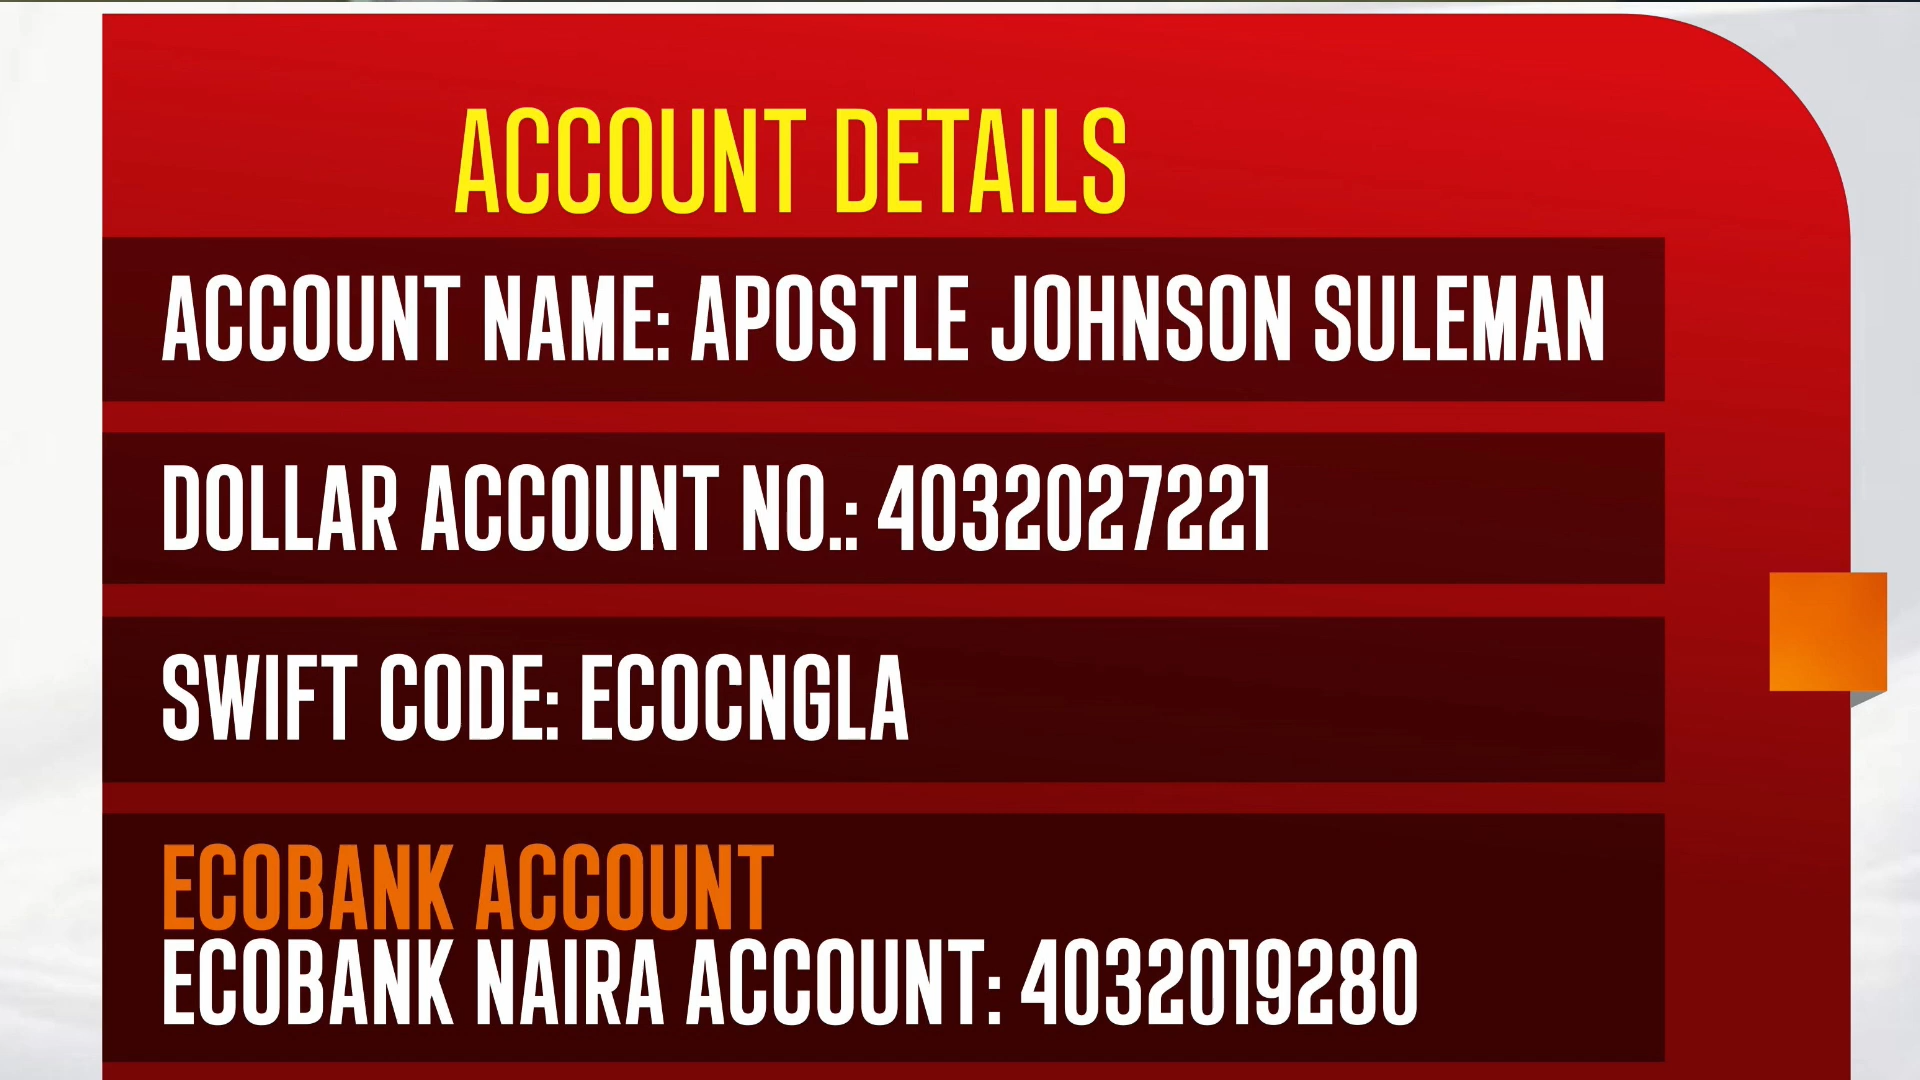 ACCOUNT DETAILS
ACCOUNT NAME: APOSTLE JOHNSON SULEMAN
DOLLAR ACCOUNT NO.: 4032027221
SWIFT CODE: ECOCNGLA
ECOBANK ACCOUNT
ECOBANK NAIRA ACCOUNT: 4032019280